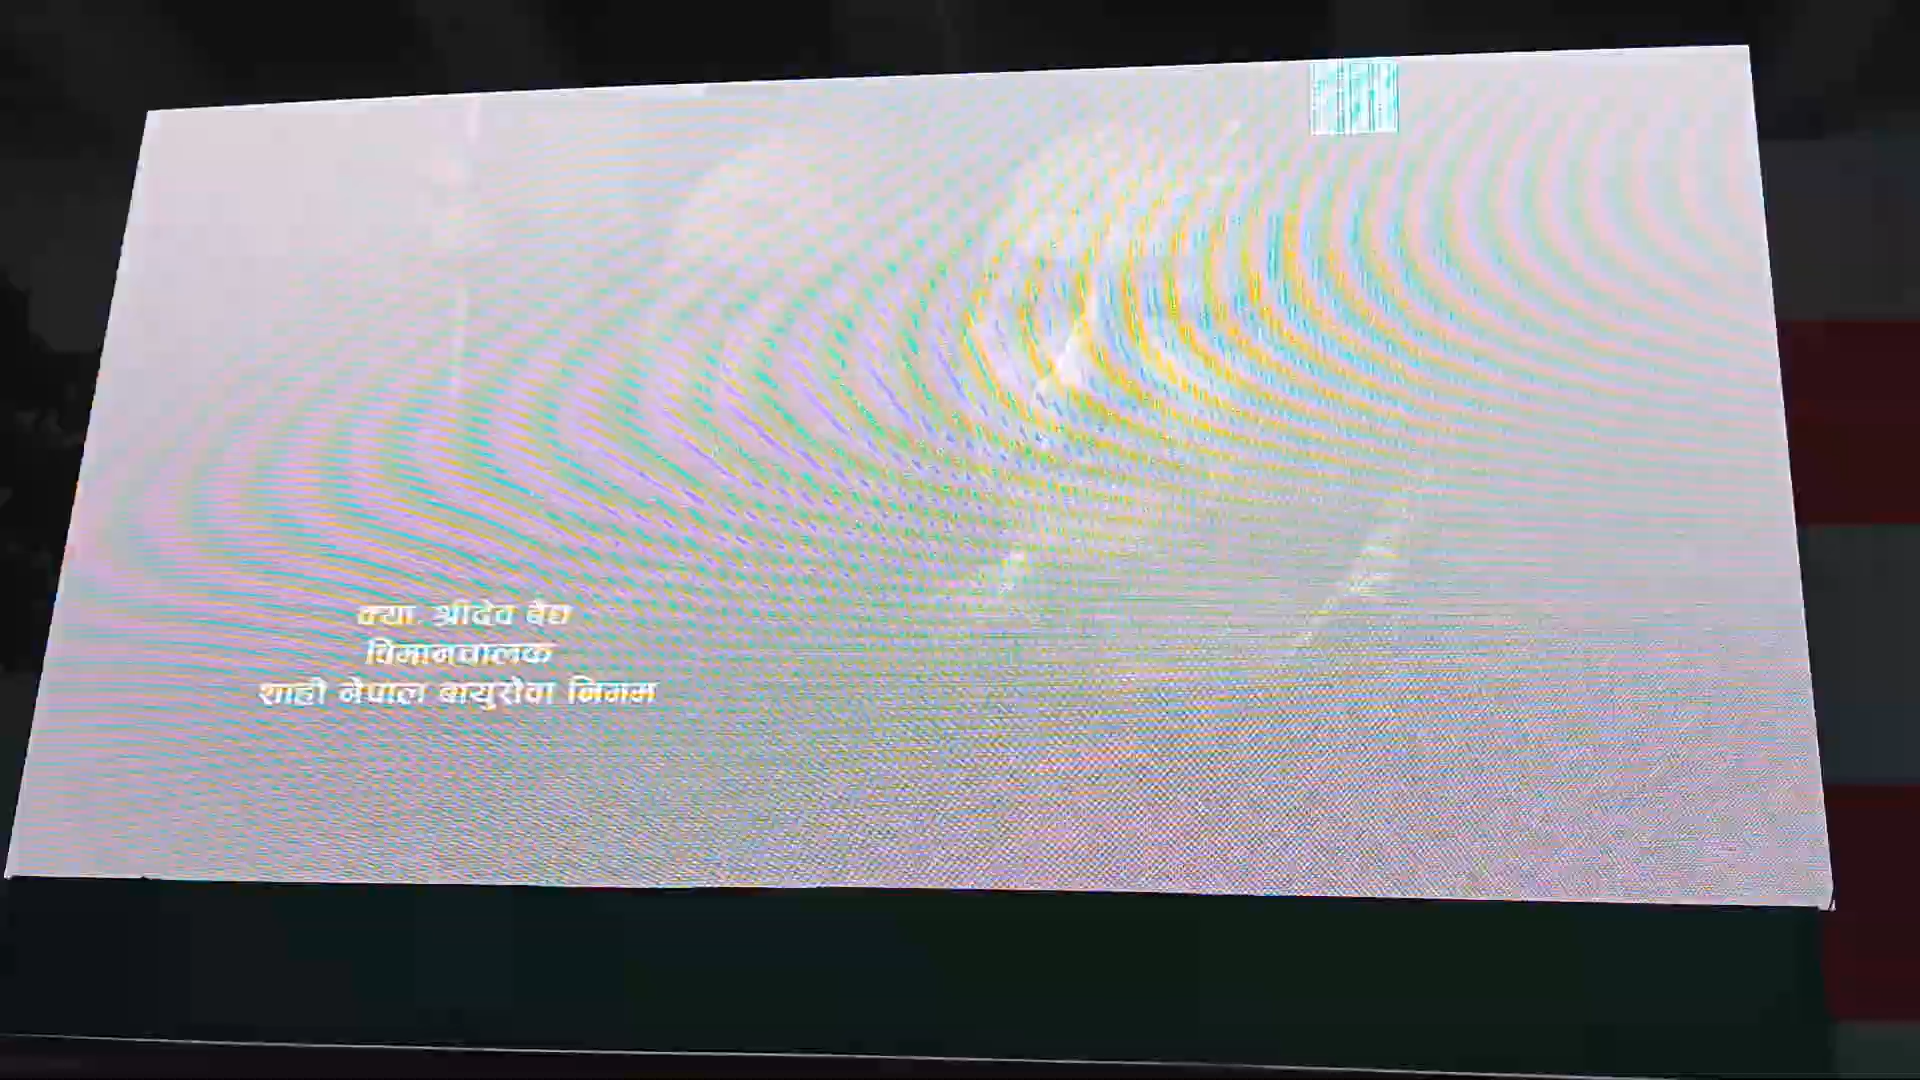 क्या. श्रीदेव बैद्य
विमानचालक
शाही नेपाल बायुसेवा निगम